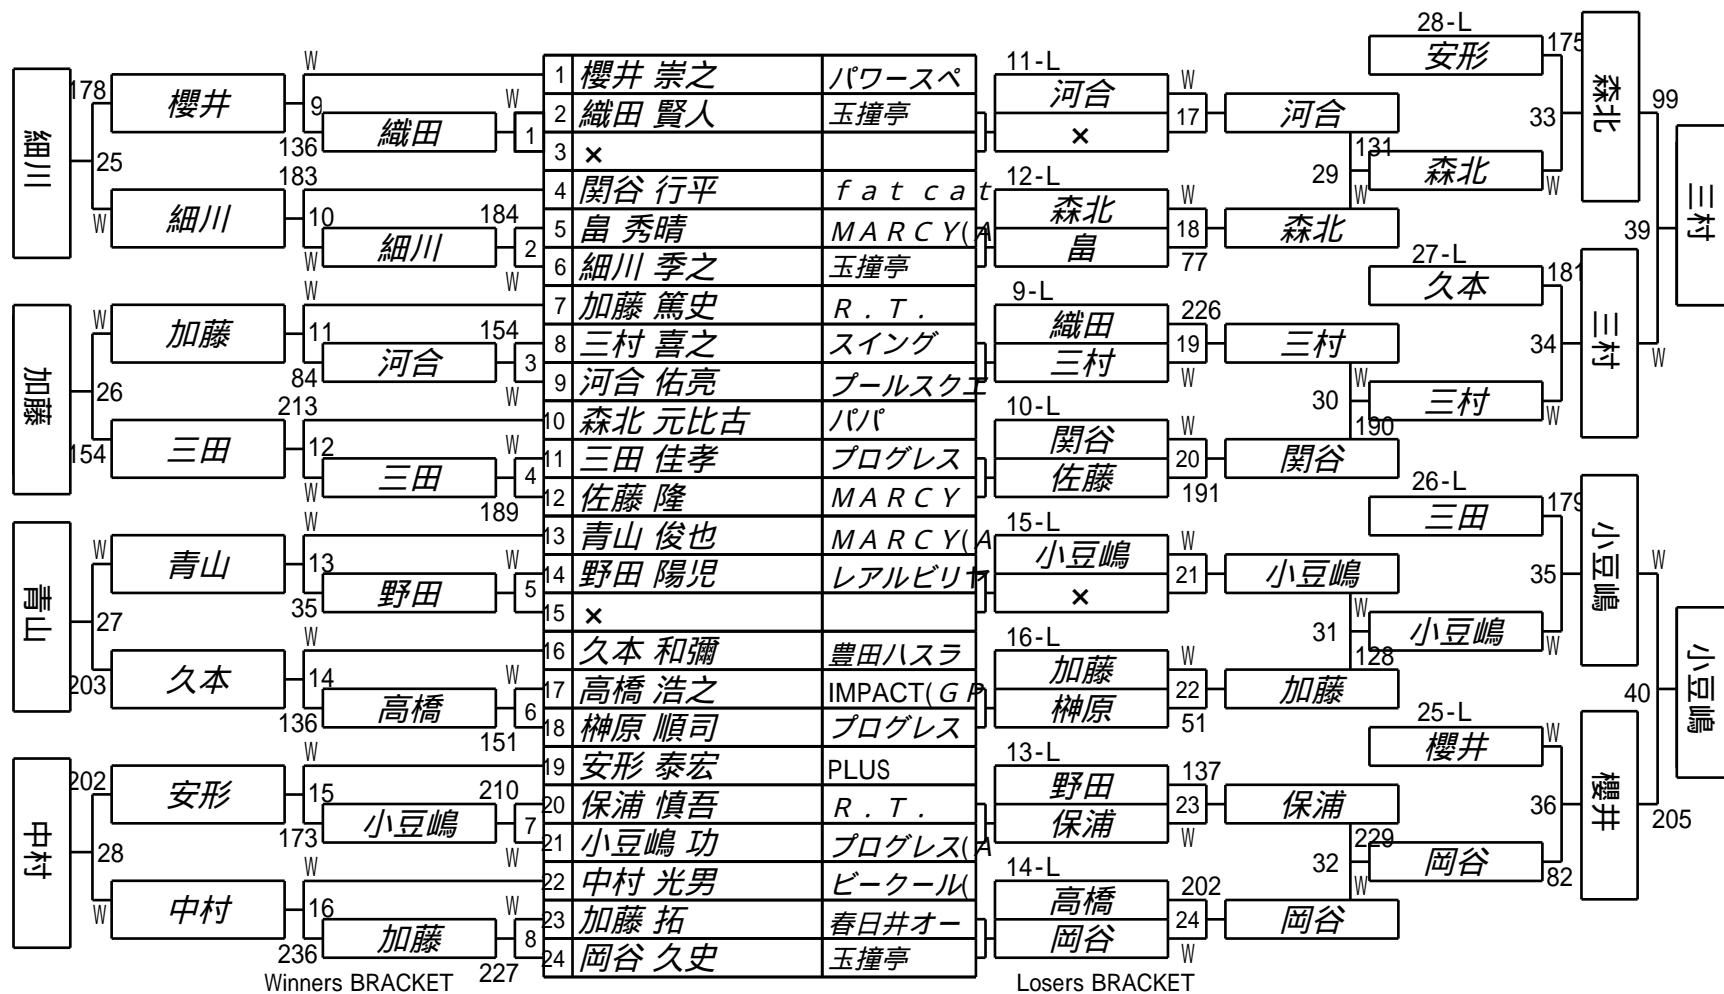 細川
加藤
青山
中村
178
25
W
W
26
154
W
27
203
202
28
W
櫻井
細川
加藤
三田
青山
久本
安形
中村
W
9
136 織田 W 1
183
10 184
W 細川 2
W
W
11 154
84 河合 3
W
213
12 W
W 三田 4
189
W
13 W
35 野田 5
W
14 W
136 高橋 6
151
W
15 210
173 小豆嶋 7
W
W
16 W
236 加藤 8
227
Winners BRACKET
1 櫻井 崇之 パワースペ
2 織田 賢人 玉撞亭
3 ×
4 関谷 行平 ｆａｔ ｃａｔ
5 畠 秀晴 ＭＡＲＣＹ(A
6 細川 季之 玉撞亭
7 加藤 篤史 Ｒ．Ｔ．
8 三村 喜之 スイング
9 河合 佑亮 プールスクエ
10 森北 元比古 パパ
11 三田 佳孝 プログレス
12 佐藤 隆 ＭＡＲＣＹ
13 青山 俊也 ＭＡＲＣＹ(A
14 野田 陽児 レアルビリヤ
15 ×
16 久本 和彌 豊田ハスラ
17 高橋 浩之 IMPACT(ＧＰ
18 榊原 順司 プログレス
19 安形 泰宏 PLUS
20 保浦 慎吾 Ｒ．Ｔ．
21 小豆嶋 功 プログレス(A
22 中村 光男 ビークール(
23 加藤 拓 春日井オー
24 岡谷 久史 玉撞亭
11-L
河合 W
× 17
12-L
森北 W
畠 18
77
9-L
織田 226
三村 19
W
10-L
関谷 W
佐藤 20
191
15-L
小豆嶋 W
× 21
16-L
加藤 W
榊原 22
51
13-L
野田 137
保浦 23
W
14-L
高橋 202
岡谷 24
W
Losers BRACKET
河合
131
29
W
森北
三村
W
30
190
関谷
小豆嶋
W
31
128
加藤
保浦
229
32
W
岡谷
28-L
安形 175
33
森北 W
27-L
久本 181
34
三村 W
26-L
三田 179
35
小豆嶋 W
25-L
櫻井 W
36
岡谷 82
森北
99
39
三村
W
小豆嶋
W
40
櫻井
205
三村
小豆嶋